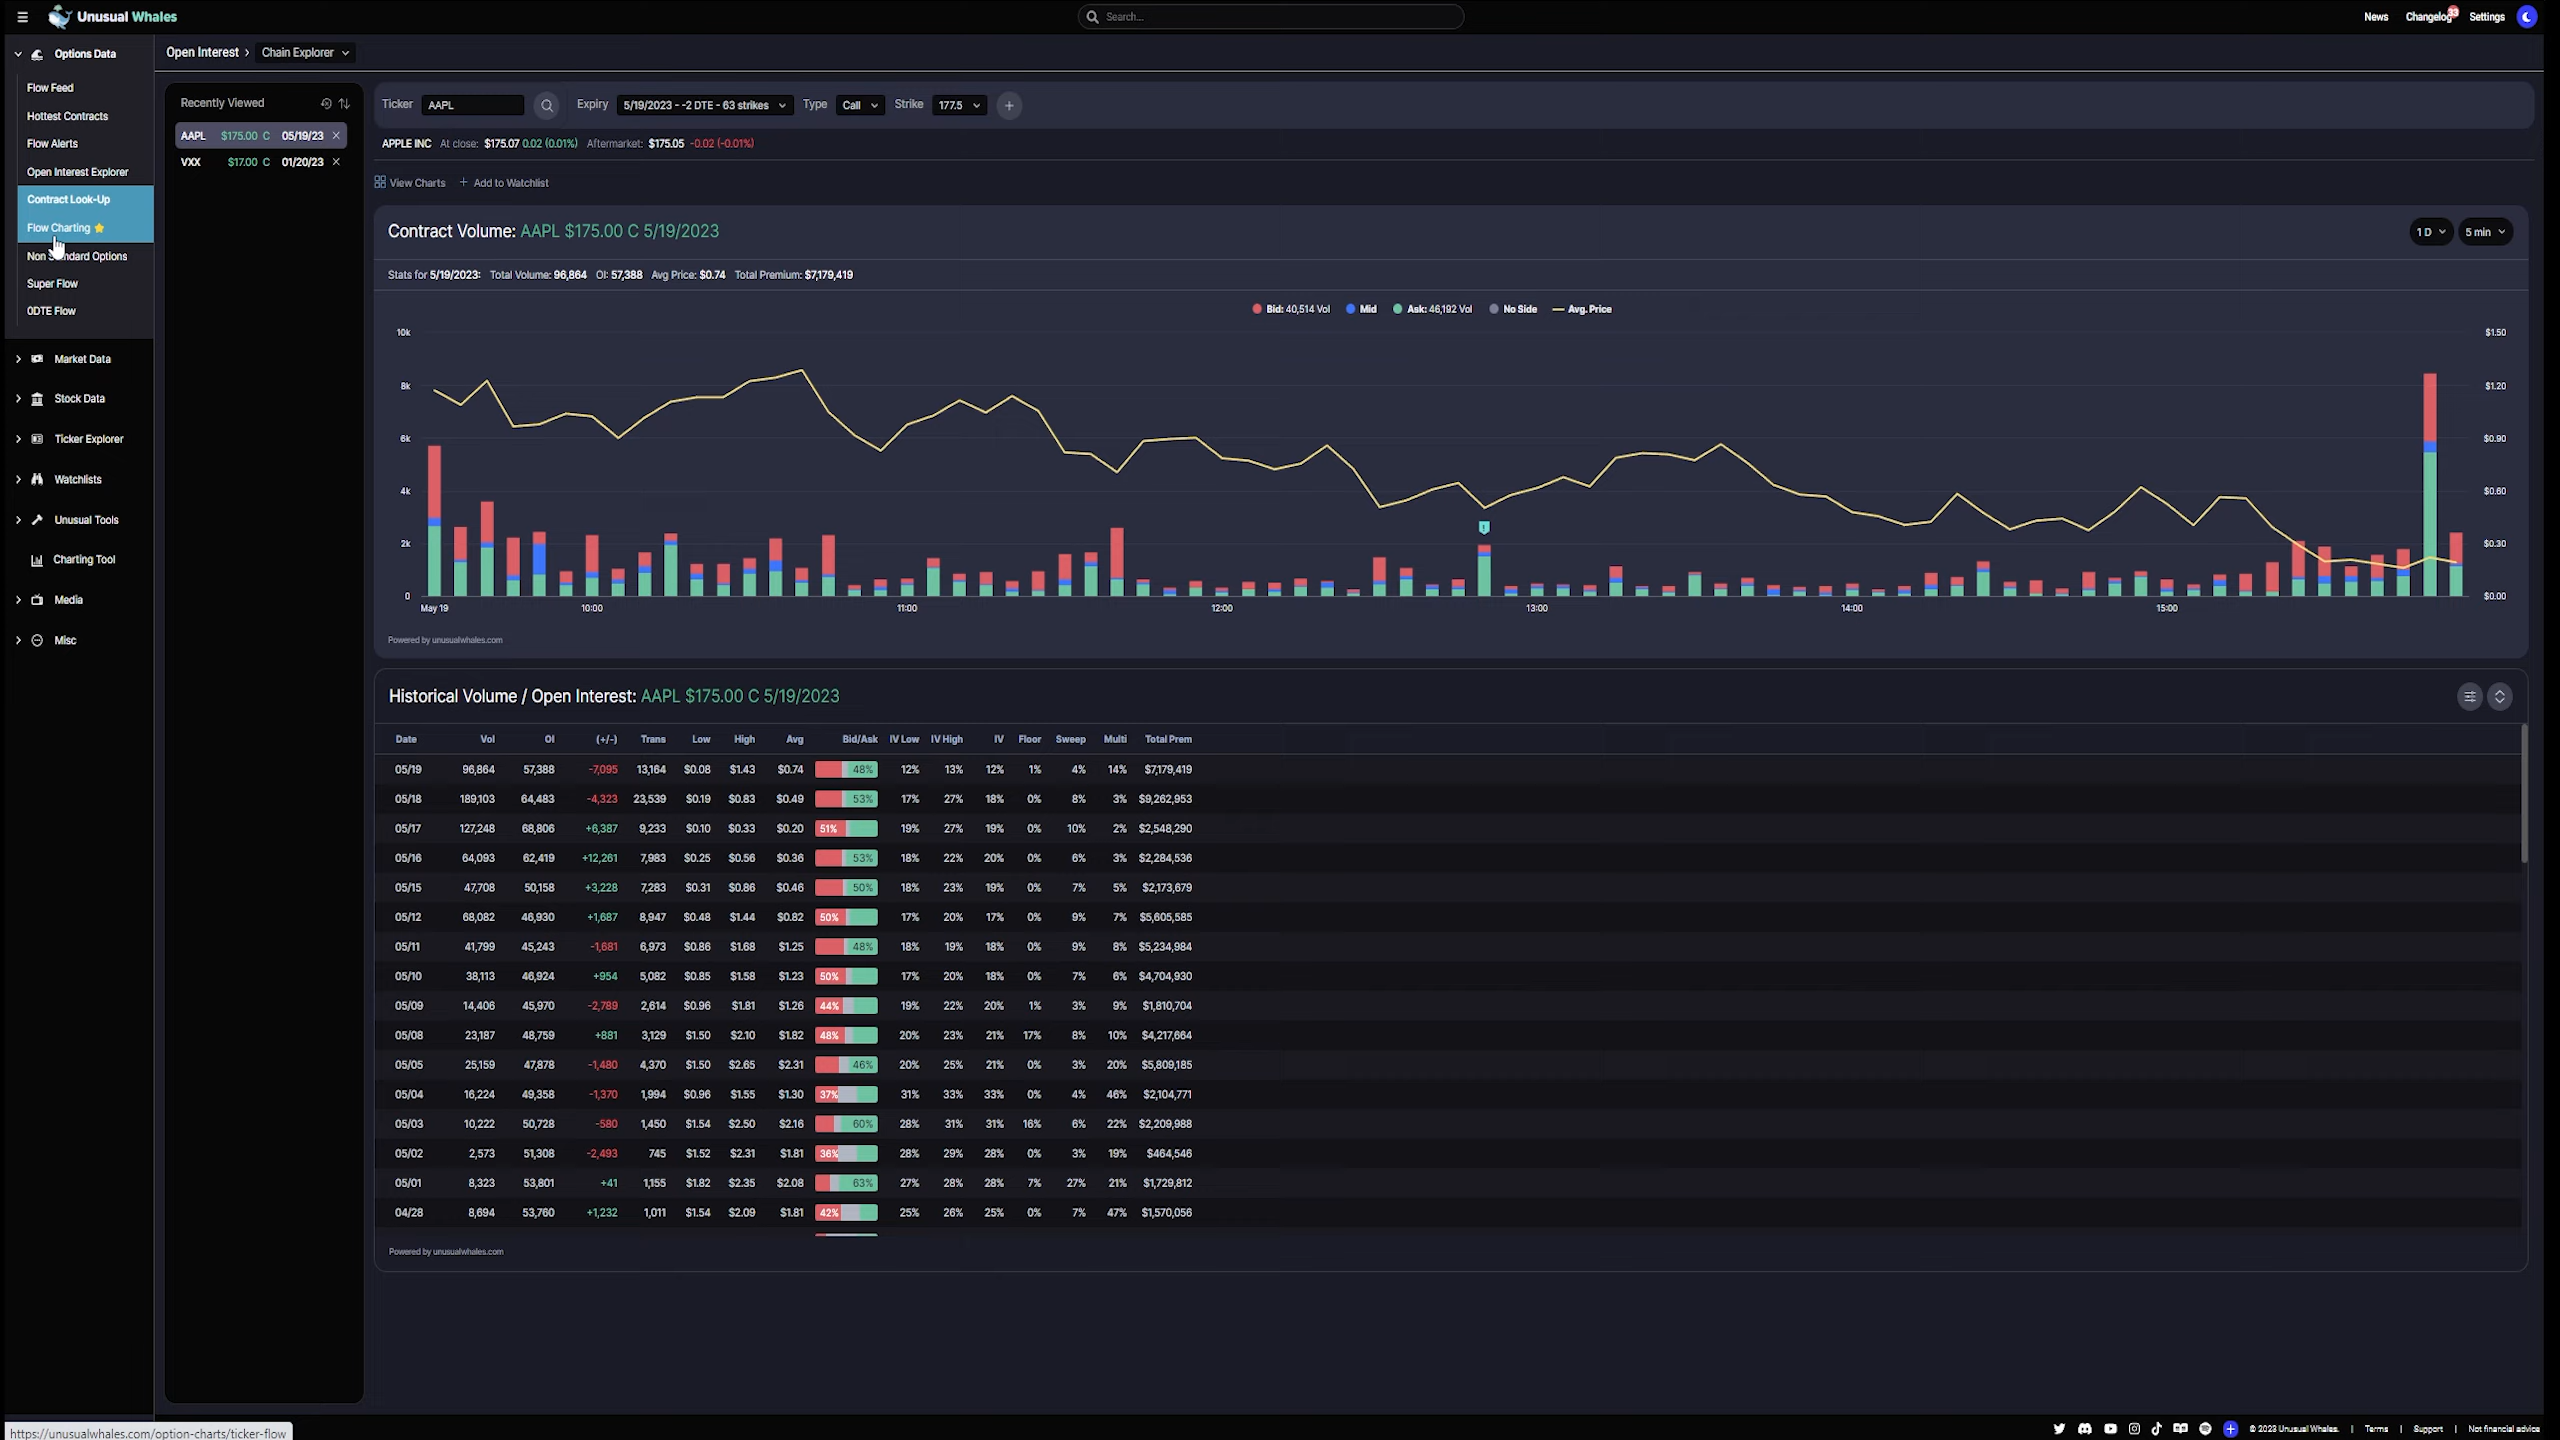 Unusual Whales
Search...
News Changelog 33 Settings
Options Data
Flow Feed
Hottest Contracts
Flow Alerts
Open Interest Explorer
Contract Look-Up
Flow Charting
Non Standard Options
Super Flow
0DTE Flow
Market Data
Stock Data
Ticker Explorer
Watchlists
Unusual Tools
Charting Tool
Media
Misc
Open Interest › Chain Explorer
Recently Viewed
AAPL $175.00 C 05/19/23 ×
VXX $17.00 C 01/20/23 ×
Ticker AAPL Expiry 5/19/2023 - -2 DTE - 63 strikes Type Call Strike 177.5 +
APPLE INC At close: $175.07 0.02 (0.01%) Aftermarket: $175.05 -0.02 (-0.01%)
View Charts + Add to Watchlist
Contract Volume: AAPL $175.00 C 5/19/2023
1 D 5 min
Stats for 5/19/2023: Total Volume: 96,864 OI: 57,388 Avg Price: $0.74 Total Premium: $7,179,419
Bid: 40,514 Vol Mid Ask: 46,192 Vol No Side Avg. Price
10k $1.50
8k $1.20
6k $0.90
4k $0.60
2k $0.30
0 $0.00
May 19 10:00 11:00 12:00 13:00 14:00 15:00
Powered by unusualwhales.com
Historical Volume / Open Interest: AAPL $175.00 C 5/19/2023
Date Vol OI (+/-) Trans Low High Avg Bid/Ask IV Low IV High IV Floor Sweep Multi Total Prem
05/19 96,864 57,388 -7,095 13,164 $0.08 $1.43 $0.74 48% 12% 13% 12% 1% 4% 14% $7,179,419
05/18 189,103 64,483 -4,323 23,539 $0.19 $0.83 $0.49 53% 17% 27% 18% 0% 8% 3% $9,262,953
05/17 127,248 68,806 +6,387 9,233 $0.10 $0.33 $0.20 51% 19% 27% 19% 0% 10% 2% $2,548,290
05/16 64,093 62,419 +12,261 7,983 $0.25 $0.56 $0.36 53% 18% 22% 20% 0% 6% 3% $2,284,536
05/15 47,708 50,158 +3,228 7,283 $0.31 $0.86 $0.46 50% 18% 23% 19% 0% 7% 5% $2,173,679
05/12 68,082 46,930 +1,687 8,947 $0.48 $1.44 $0.82 50% 17% 20% 17% 0% 9% 7% $5,605,585
05/11 41,799 45,243 -1,681 6,973 $0.86 $1.68 $1.25 48% 18% 19% 18% 0% 9% 8% $5,234,984
05/10 38,113 46,924 +954 5,082 $0.85 $1.58 $1.23 50% 17% 20% 18% 0% 7% 6% $4,704,930
05/09 14,406 45,970 -2,789 2,614 $0.96 $1.81 $1.26 44% 19% 22% 20% 1% 3% 9% $1,810,704
05/08 23,187 48,759 +881 3,129 $1.50 $2.10 $1.82 48% 20% 23% 21% 17% 8% 10% $4,217,664
05/05 25,159 47,878 -1,480 4,370 $1.50 $2.65 $2.31 46% 20% 25% 21% 0% 3% 20% $5,809,185
05/04 16,224 49,358 -1,370 1,994 $0.96 $1.55 $1.30 37% 31% 33% 33% 0% 4% 46% $2,104,771
05/03 10,222 50,728 -580 1,450 $1.54 $2.50 $2.16 60% 28% 31% 31% 16% 6% 22% $2,209,988
05/02 2,573 51,308 -2,493 745 $1.52 $2.31 $1.81 36% 28% 29% 28% 0% 3% 19% $464,546
05/01 8,323 53,801 +41 1,155 $1.82 $2.35 $2.08 63% 27% 28% 28% 7% 27% 21% $1,729,812
04/28 8,694 53,760 +1,232 1,011 $1.54 $2.09 $1.81 42% 25% 26% 25% 0% 7% 47% $1,570,056
Powered by unusualwhales.com
https://unusualwhales.com/option-charts/ticker-flow
© 2023 Unusual Whales. | Terms | Support | Not financial advice